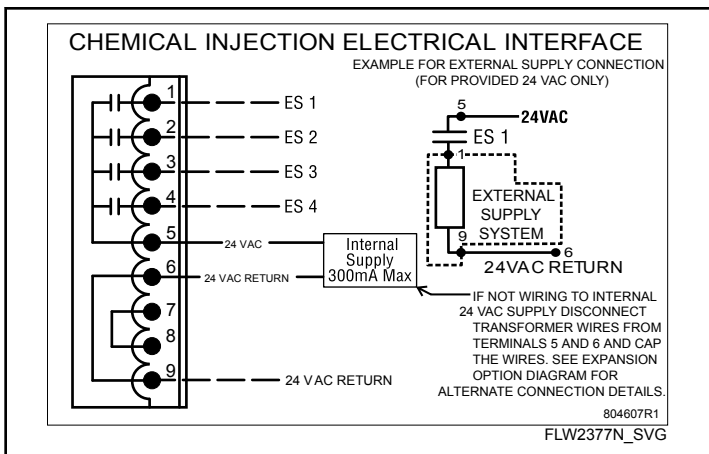 CHEMICAL INJECTION ELECTRICAL INTERFACE
EXAMPLE FOR EXTERNAL SUPPLY CONNECTION
(FOR PROVIDED 24 VAC ONLY)
1
ES 1
2
ES 2
3
ES 3
4
ES 4
5
24 VAC
6
24 VAC RETURN
7
8
9
24 VAC RETURN
Internal
Supply
300mA Max
5
24VAC
ES 1
1
EXTERNAL
SUPPLY
SYSTEM
9
6
24VAC RETURN
IF NOT WIRING TO INTERNAL
24 VAC SUPPLY DISCONNECT
TRANSFORMER WIRES FROM
TERMINALS 5 AND 6 AND CAP
THE WIRES. SEE EXPANSION
OPTION DIAGRAM FOR
ALTERNATE CONNECTION DETAILS.
804607R1
FLW2377N_SVG